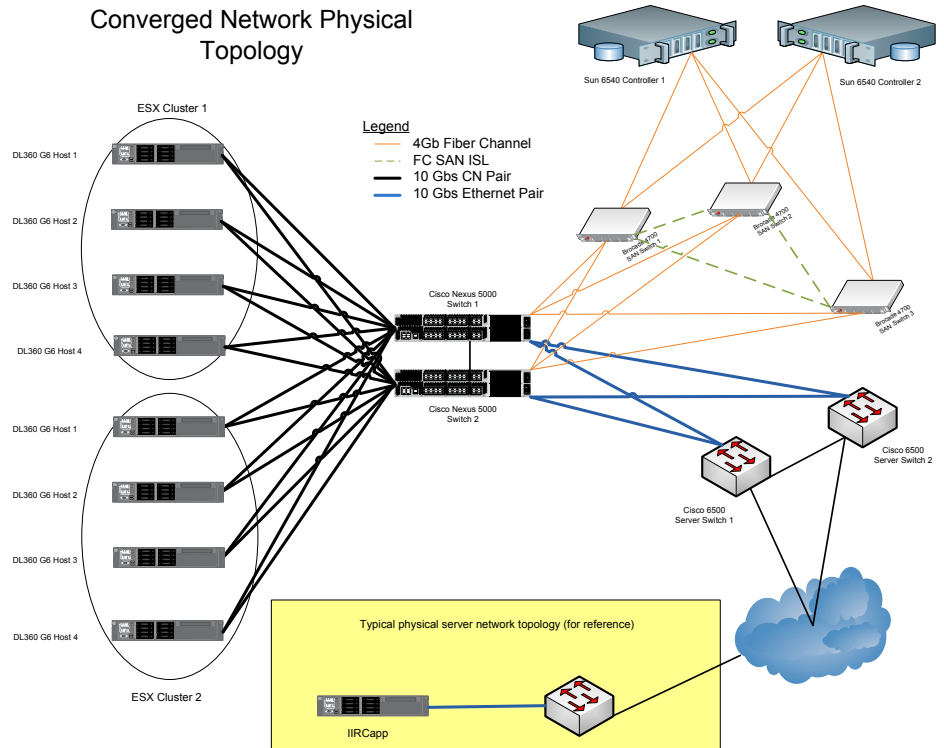 Converged Network Physical
Topology
Sun 6540 Controller 1
Sun 6540 Controller 2
ESX Cluster 1
Legend
4Gb Fiber Channel
FC SAN ISL
10 Gbs CN Pair
10 Gbs Ethernet Pair
DL360 G6 Host 1
DL360 G6 Host 2
DL360 G6 Host 3
DL360 G6 Host 4
Brocade 4700
SAN Switch 1
Brocade 4700
SAN Switch 2
Brocade 4700
SAN Switch 3
Cisco Nexus 5000
Switch 1
Cisco Nexus 5000
Switch 2
DL360 G6 Host 1
DL360 G6 Host 2
DL360 G6 Host 3
DL360 G6 Host 4
ESX Cluster 2
Cisco 6500
Server Switch 2
Cisco 6500
Server Switch 1
Typical physical server network topology (for reference)
IIRCapp